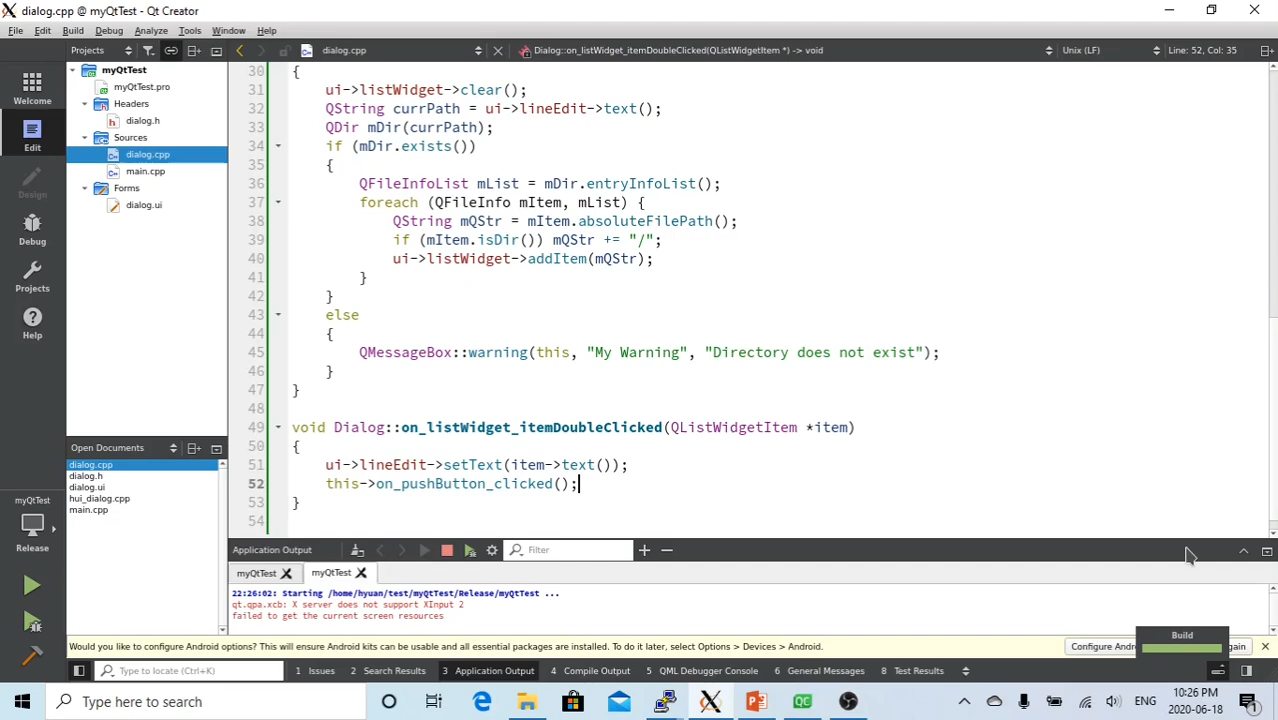 dialog.cpp @ myQtTest - Qt Creator
File Edit Build Debug Analyze Tools Window Help
Projects dialog.cpp Dialog::on_listWidget_itemDoubleClicked(QListWidgetItem *) -> void Unix (LF) Line: 52, Col: 35
Welcome
Edit
Design
Debug
Projects
Help
myQtTest
Release
myQtTest
myQtTest.pro
Headers
dialog.h
Sources
dialog.cpp
main.cpp
Forms
dialog.ui
Open Documents
dialog.cpp
dialog.h
dialog.ui
hui_dialog.cpp
main.cpp
30 {
31 ui->listWidget->clear();
32 QString currPath = ui->lineEdit->text();
33 QDir mDir(currPath);
34 if (mDir.exists())
35 {
36 QFileInfoList mList = mDir.entryInfoList();
37 foreach (QFileInfo mItem, mList) {
38 QString mQStr = mItem.absoluteFilePath();
39 if (mItem.isDir()) mQStr += "/";
40 ui->listWidget->addItem(mQStr);
41 }
42 }
43 else
44 {
45 QMessageBox::warning(this, "My Warning", "Directory does not exist");
46 }
47 }
48
49 void Dialog::on_listWidget_itemDoubleClicked(QListWidgetItem *item)
50 {
51 ui->lineEdit->setText(item->text());
52 this->on_pushButton_clicked();
53 }
54
Application Output Filter
myQtTest myQtTest
22:26:02: Starting /home/hyuan/test/myQtTest/Release/myQtTest ...
qt.qpa.xcb: X server does not support XInput 2
failed to get the current screen resources
Build
Would you like to configure Android options? This will ensure Android kits can be usable and all essential packages are installed. To do it later, select Options > Devices > Android. Configure
Type to locate (Ctrl+K) 1 Issues 2 Search Results 3 Application Output 4 Compile Output 5 QML Debugger Console 6 General Messages 8 Test Results
Type here to search
QC
ENG
10:26 PM
2020-06-18
1